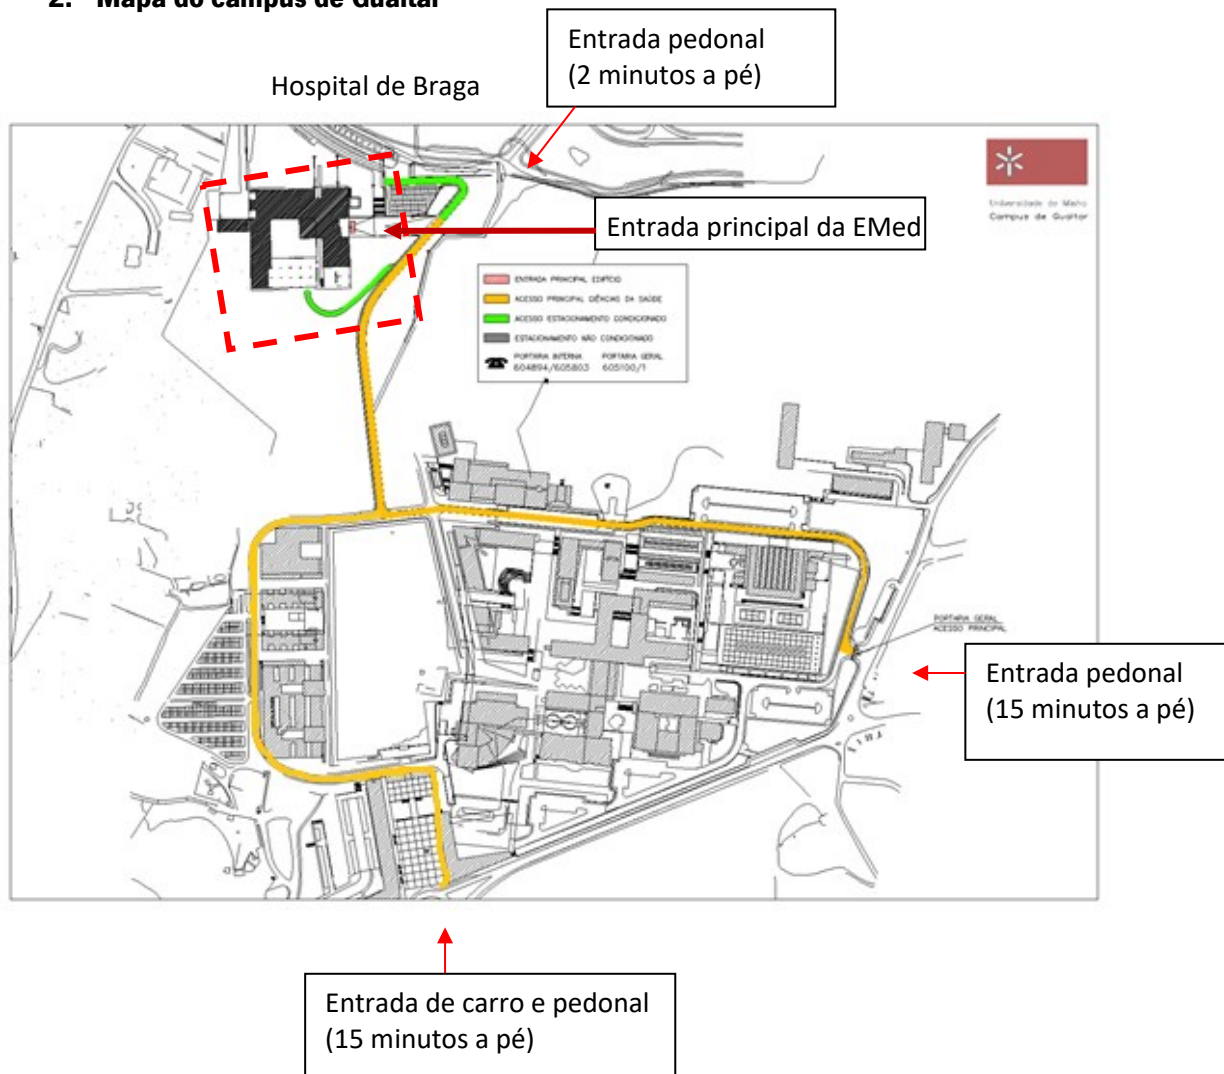 2. Mapa do campus de Gualtar
Entrada pedonal
(2 minutos a pé)
Hospital de Braga
Universidade do Minho
Campus de Gualtar
Entrada principal da EMed
ENTRADA PRINCIPAL EDIFÍCIO
ACESSO PRINCIPAL CIÊNCIAS DA SAÚDE
ACESSO ESTACIONAMENTO CONDICIONADO
ESTACIONAMENTO NÃO CONDICIONADO
PORTARIA INTERNA PORTARIA GERAL
604894/605803 605100/1
PORTARIA GERAL
ACESSO PRINCIPAL
Entrada pedonal
(15 minutos a pé)
Entrada de carro e pedonal
(15 minutos a pé)